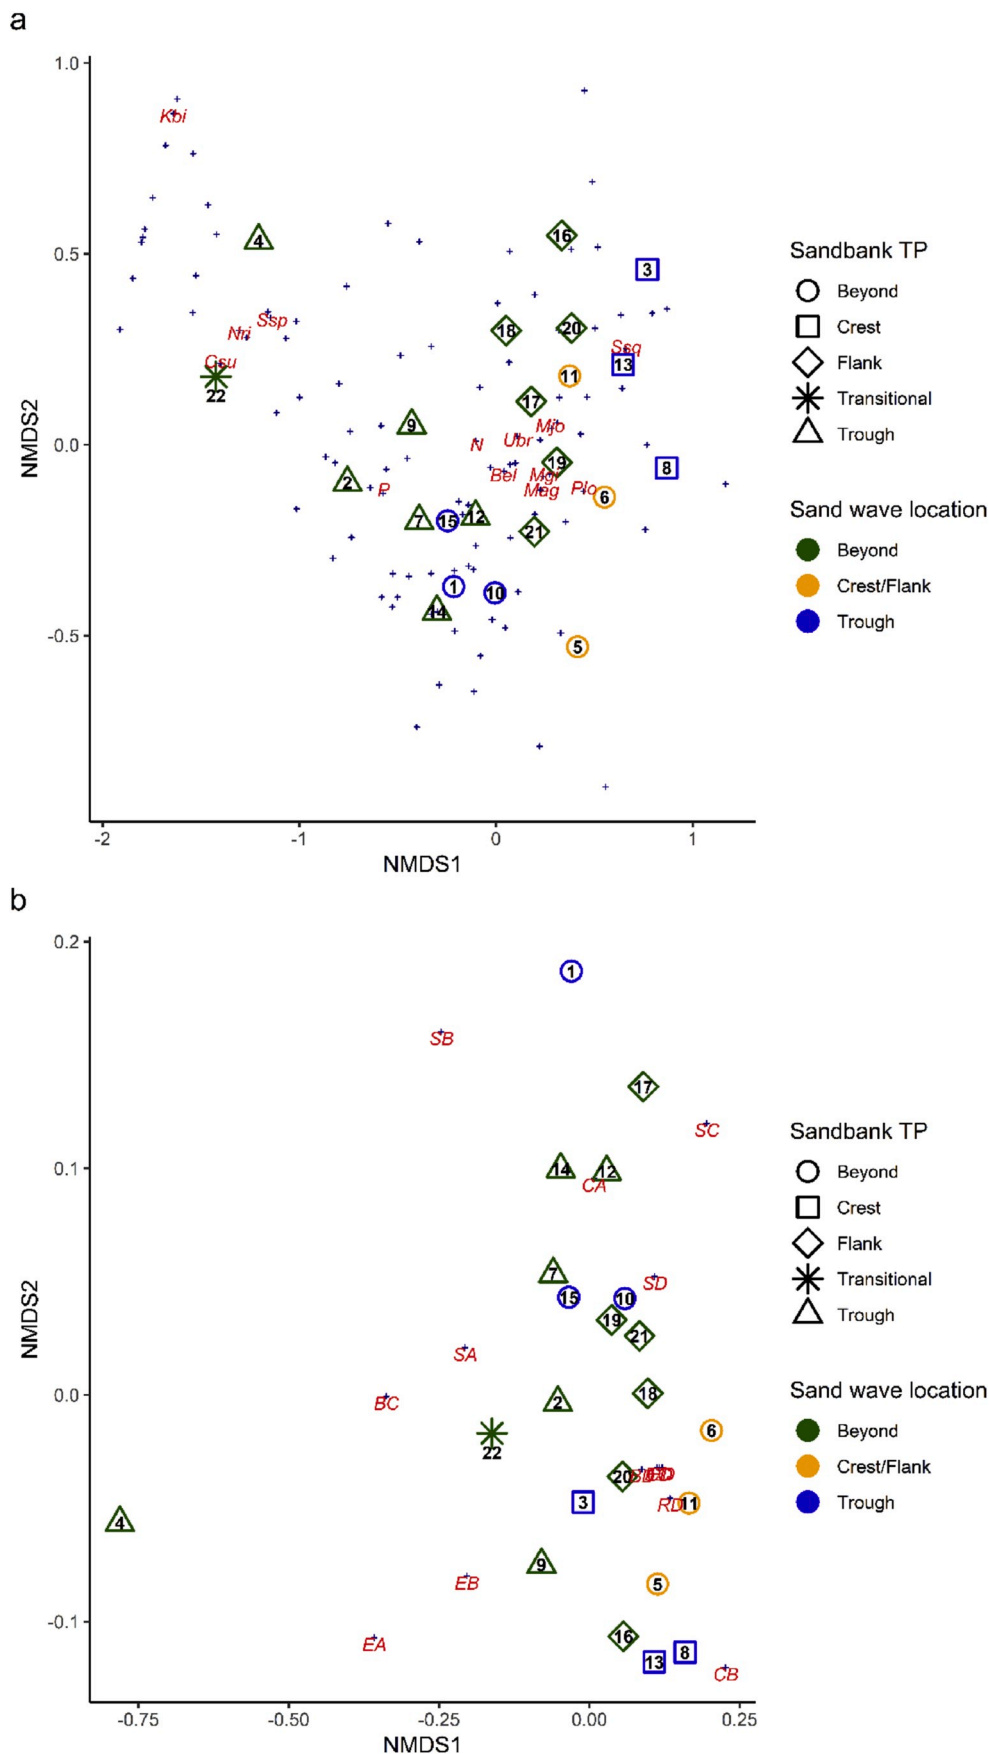 a
1.0
Kbi
4
16
0.5
3
Ssp
Nri
18
20
Ssq
13
Csu
22
11
17
9
Mjo
Ubr
N
0.0
19
8
Bel
Mgi
2
P
Mag
Plo
6
7
15
12
21
1
10
14
-0.5
5
NMDS2
-2
-1
0
1
NMDS1
Sandbank TP
Beyond
Crest
Flank
Transitional
Trough
Sand wave location
Beyond
Crest/Flank
Trough
b
0.2
1
SB
17
SC
14
12
0.1
CA
7
SD
15
10
19
21
SA
0.0
BC
2
18
6
22
20
3
RD
11
4
9
5
EB
-0.1
16
EA
13
8
CB
NMDS2
-0.75
-0.50
-0.25
0.00
0.25
NMDS1
Sandbank TP
Beyond
Crest
Flank
Transitional
Trough
Sand wave location
Beyond
Crest/Flank
Trough